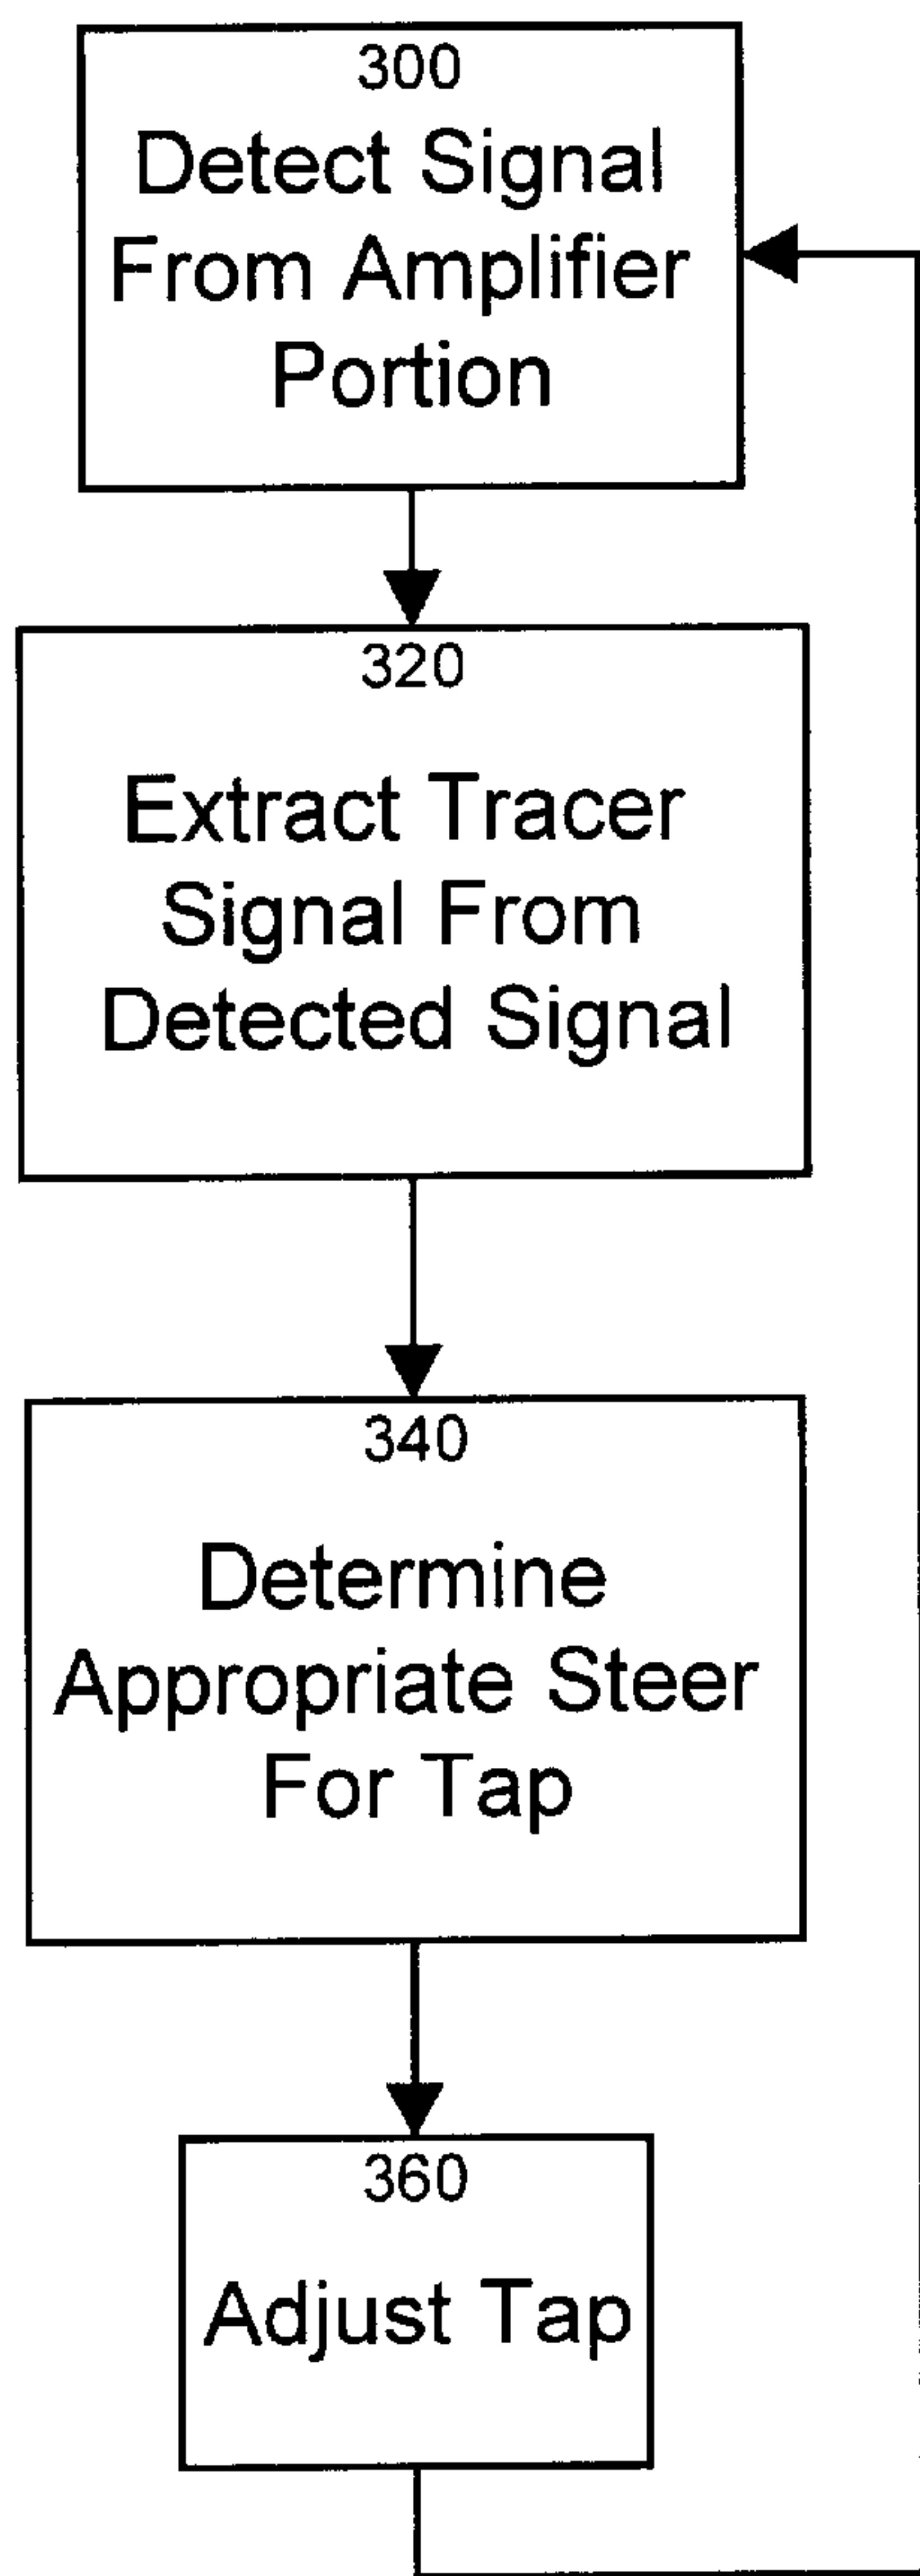 300
Detect Signal
From Amplifier
Portion
320
Extract Tracer
Signal From
Detected Signal
340
Determine
Appropriate Steer
For Tap
360
Adjust Tap